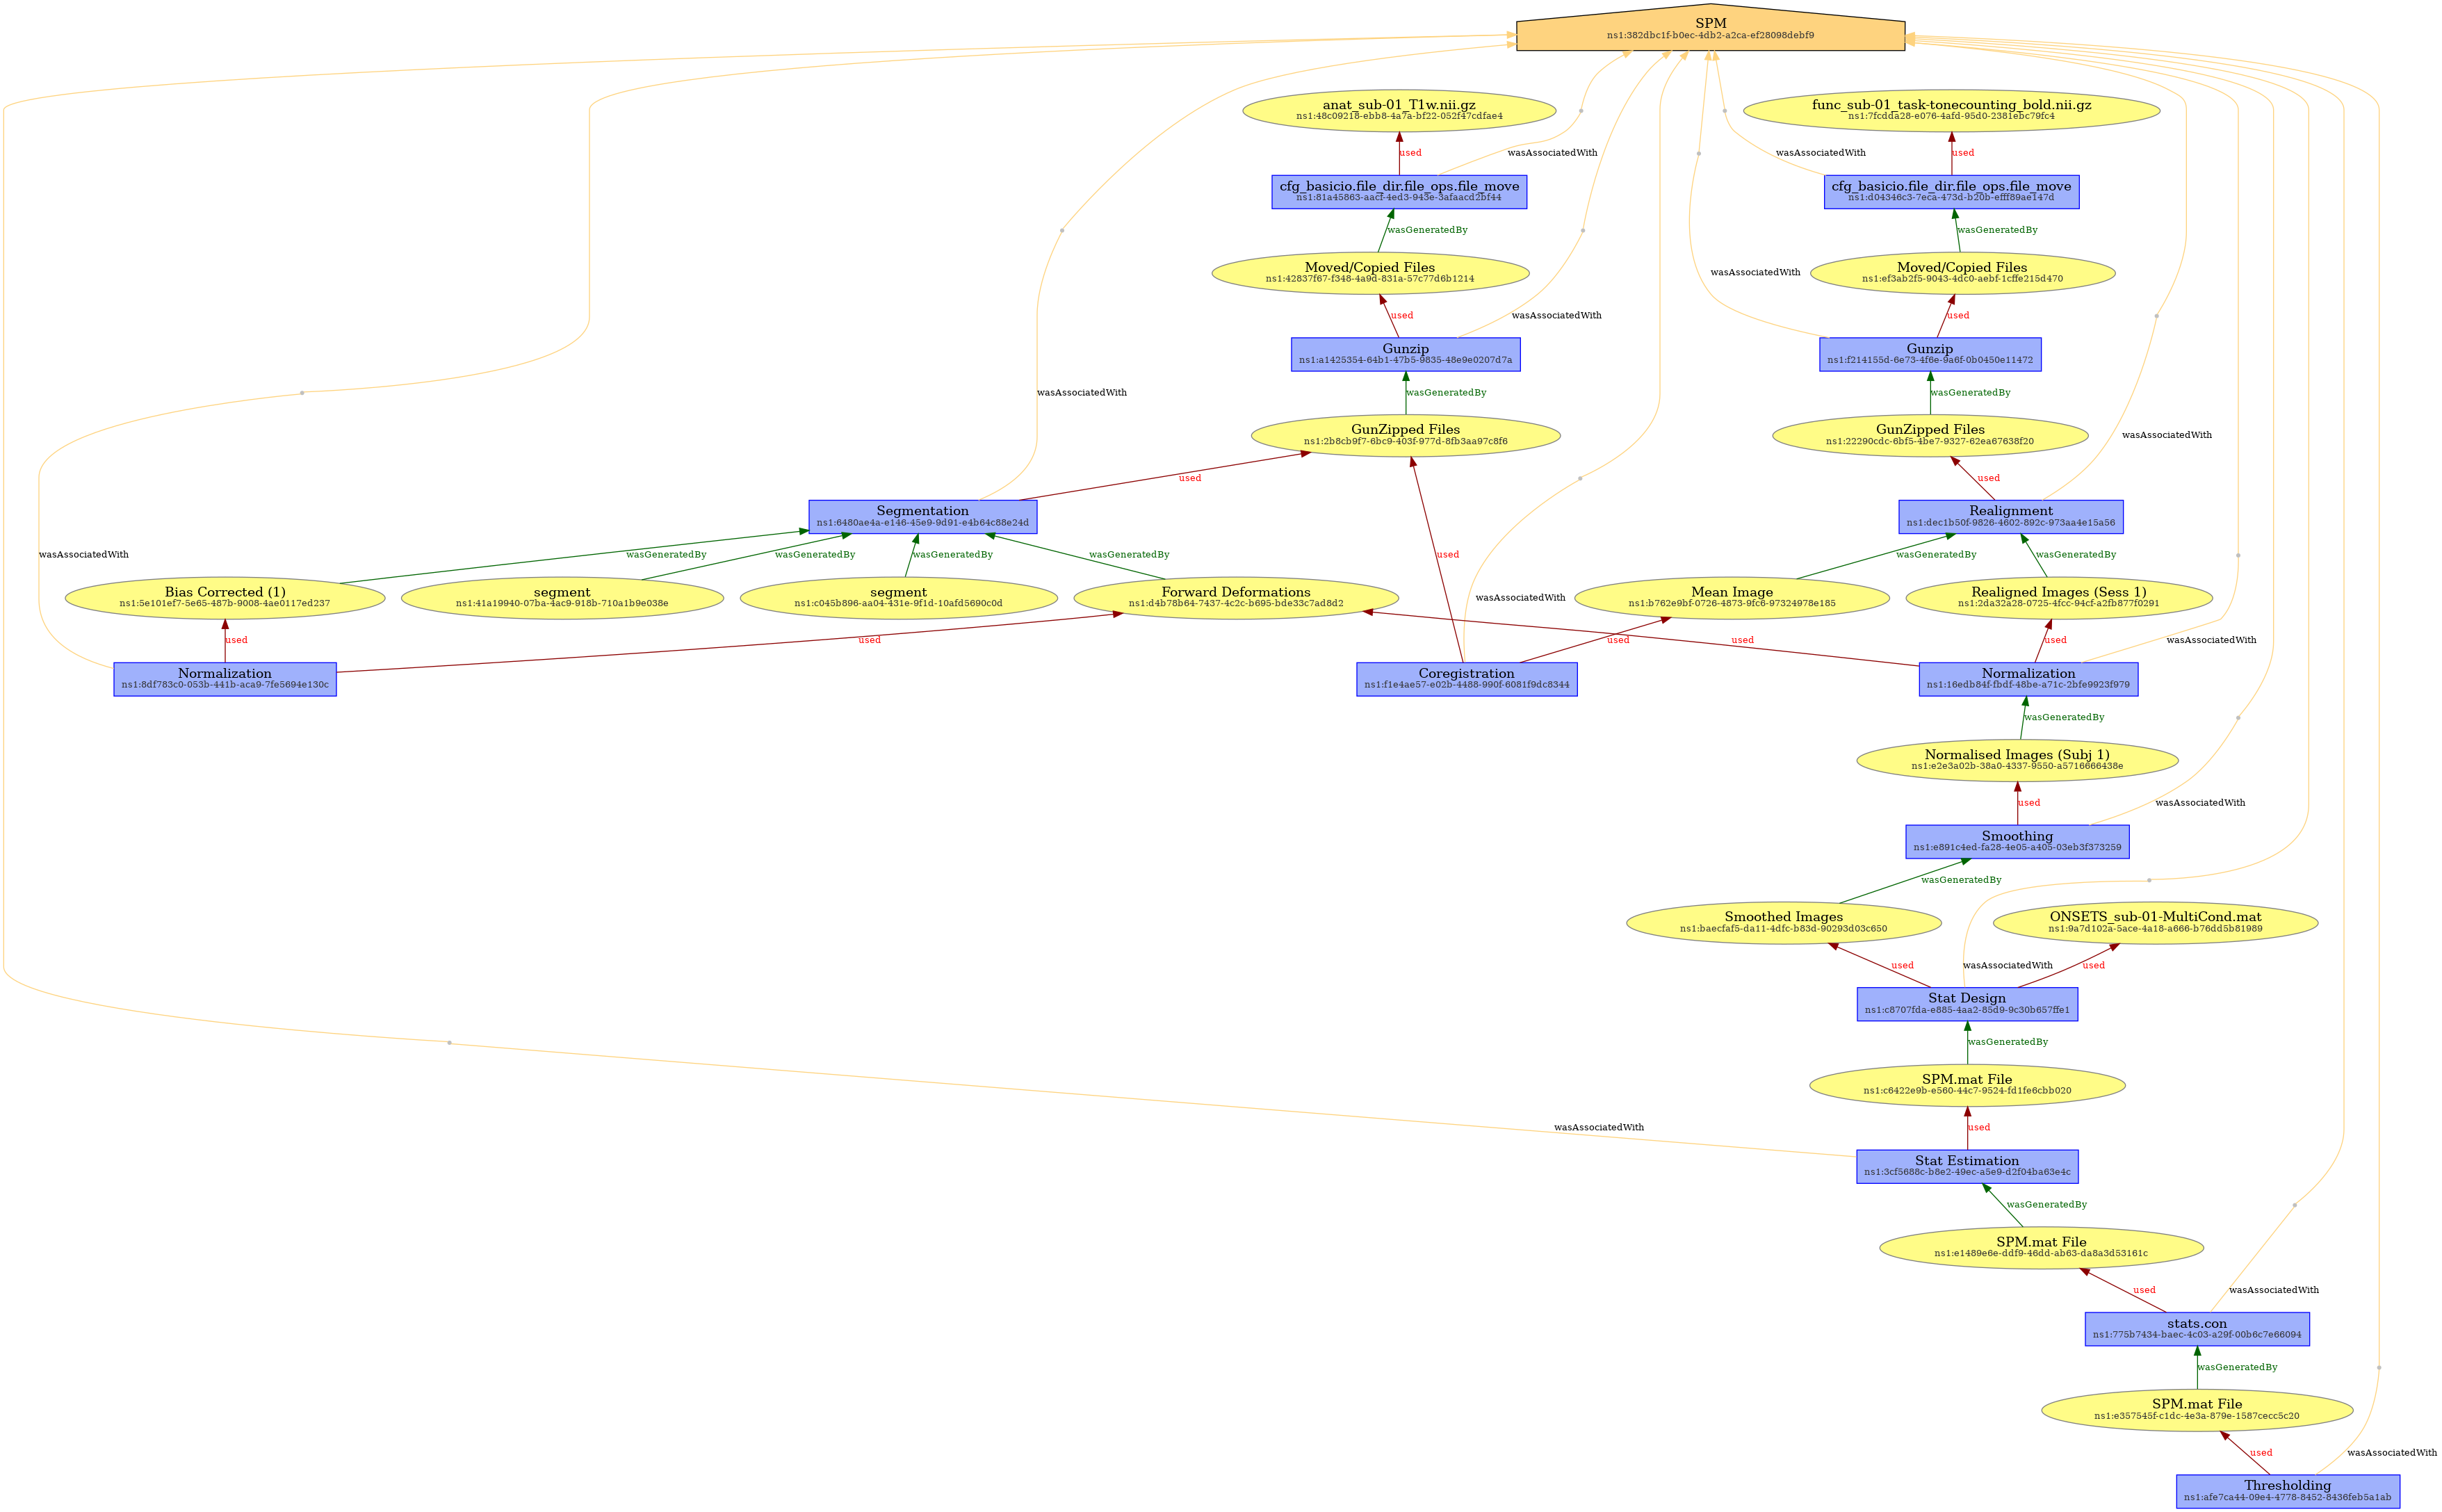 SPM
ns1:382dbc1f-b0ec-4db2-a2ca-ef28098debf9
anat_sub-01_T1w.nii.gz
ns1:48c09218-ebb8-4a7a-bf22-052f47cdfae4
func_sub-01_task-tonecounting_bold.nii.gz
ns1:7fcdda28-e076-4afd-95d0-2381ebc79fc4
used
wasAssociatedWith
wasAssociatedWith
used
cfg_basicio.file_dir.file_ops.file_move
ns1:81a45863-aacf-4ed3-943e-3afaacd2bf44
cfg_basicio.file_dir.file_ops.file_move
ns1:d04346c3-7eca-473d-b20b-efff89ae147d
wasGeneratedBy
wasGeneratedBy
Moved/Copied Files
ns1:42837f67-f348-4a9d-831a-57c77d6b1214
wasAssociatedWith
Moved/Copied Files
ns1:ef3ab2f5-9043-4dc0-aebf-1cffe215d470
used
wasAssociatedWith
used
Gunzip
ns1:a1425354-64b1-47b5-9835-48e9e0207d7a
Gunzip
ns1:f214155d-6e73-4f6e-9a6f-0b0450e11472
wasAssociatedWith
wasGeneratedBy
wasGeneratedBy
GunZipped Files
ns1:2b8cb9f7-6bc9-403f-977d-8fb3aa97c8f6
GunZipped Files
ns1:22290cdc-6bf5-4be7-9327-62ea67638f20
wasAssociatedWith
used
used
Segmentation
ns1:6480ae4a-e146-45e9-9d91-e4b64c88e24d
Realignment
ns1:dec1b50f-9826-4602-892c-973aa4e15a56
wasAssociatedWith
wasGeneratedBy
wasGeneratedBy
wasGeneratedBy
wasGeneratedBy
used
wasGeneratedBy
wasGeneratedBy
Bias Corrected (1)
ns1:5e101ef7-5e65-487b-9008-4ae0117ed237
segment
ns1:41a19940-07ba-4ac9-918b-710a1b9e038e
segment
ns1:c045b896-aa04-431e-9f1d-10afd5690c0d
Forward Deformations
ns1:d4b78b64-7437-4c2c-b695-bde33c7ad8d2
wasAssociatedWith
Mean Image
ns1:b762e9bf-0726-4873-9fc6-97324978e185
Realigned Images (Sess 1)
ns1:2da32a28-0725-4fcc-94cf-a2fb877f0291
used
used
used
used
used
wasAssociatedWith
Normalization
ns1:8df783c0-053b-441b-aca9-7fe5694e130c
Coregistration
ns1:f1e4ae57-e02b-4488-990f-6081f9dc8344
Normalization
ns1:16edb84f-fbdf-48be-a71c-2bfe9923f979
wasGeneratedBy
Normalised Images (Subj 1)
ns1:e2e3a02b-38a0-4337-9550-a5716666438e
used
wasAssociatedWith
Smoothing
ns1:e891c4ed-fa28-4e05-a405-03eb3f373259
wasGeneratedBy
Smoothed Images
ns1:baecfaf5-da11-4dfc-b83d-90293d03c650
ONSETS_sub-01-MultiCond.mat
ns1:9a7d102a-5ace-4a18-a666-b76dd5b81989
used
wasAssociatedWith
used
Stat Design
ns1:c8707fda-e885-4aa2-85d9-9c30b657ffe1
wasGeneratedBy
SPM.mat File
ns1:c6422e9b-e560-44c7-9524-fd1fe6cbb020
wasAssociatedWith
used
Stat Estimation
ns1:3cf5688c-b8e2-49ec-a5e9-d2f04ba63e4c
wasGeneratedBy
SPM.mat File
ns1:e1489e6e-ddf9-46dd-ab63-da8a3d53161c
used
wasAssociatedWith
stats.con
ns1:775b7434-baec-4c03-a29f-00b6c7e66094
wasGeneratedBy
SPM.mat File
ns1:e357545f-c1dc-4e3a-879e-1587cecc5c20
used
wasAssociatedWith
Thresholding
ns1:afe7ca44-09e4-4778-8452-8436feb5a1ab